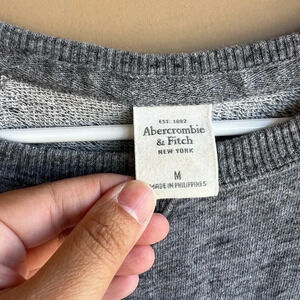 EST. 1892
Abercrombie
& Fitch
NEW YORK
M
MADE IN PHILIPPINES